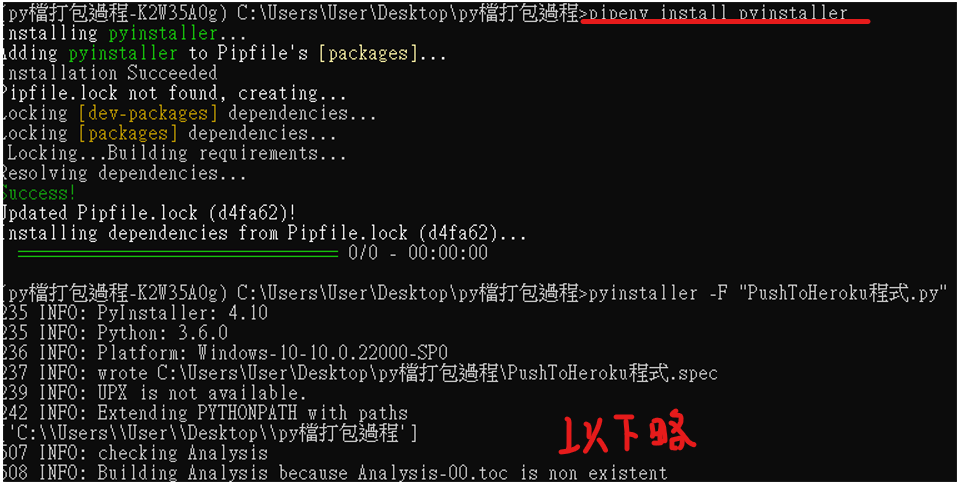 (py檔打包過程-K2W35A0g) C:\Users\User\Desktop\py檔打包過程>pipenv install pyinstaller
Installing pyinstaller...
Adding pyinstaller to Pipfile's [packages]...
Installation Succeeded
Pipfile.lock not found, creating...
Locking [dev-packages] dependencies...
Locking [packages] dependencies...
Locking...Building requirements...
Resolving dependencies...
Success!
Updated Pipfile.lock (d4fa62)!
Installing dependencies from Pipfile.lock (d4fa62)...
0/0 - 00:00:00
(py檔打包過程-K2W35A0g) C:\Users\User\Desktop\py檔打包過程>pyinstaller -F "PushToHeroku程式.py"
235 INFO: PyInstaller: 4.10
235 INFO: Python: 3.6.0
236 INFO: Platform: Windows-10-10.0.22000-SP0
237 INFO: wrote C:\Users\User\Desktop\py檔打包過程\PushToHeroku程式.spec
239 INFO: UPX is not available.
242 INFO: Extending PYTHONPATH with paths
['C:\\Users\\User\\Desktop\\py檔打包過程']
507 INFO: checking Analysis
508 INFO: Building Analysis because Analysis-00.toc is non existent
以下略